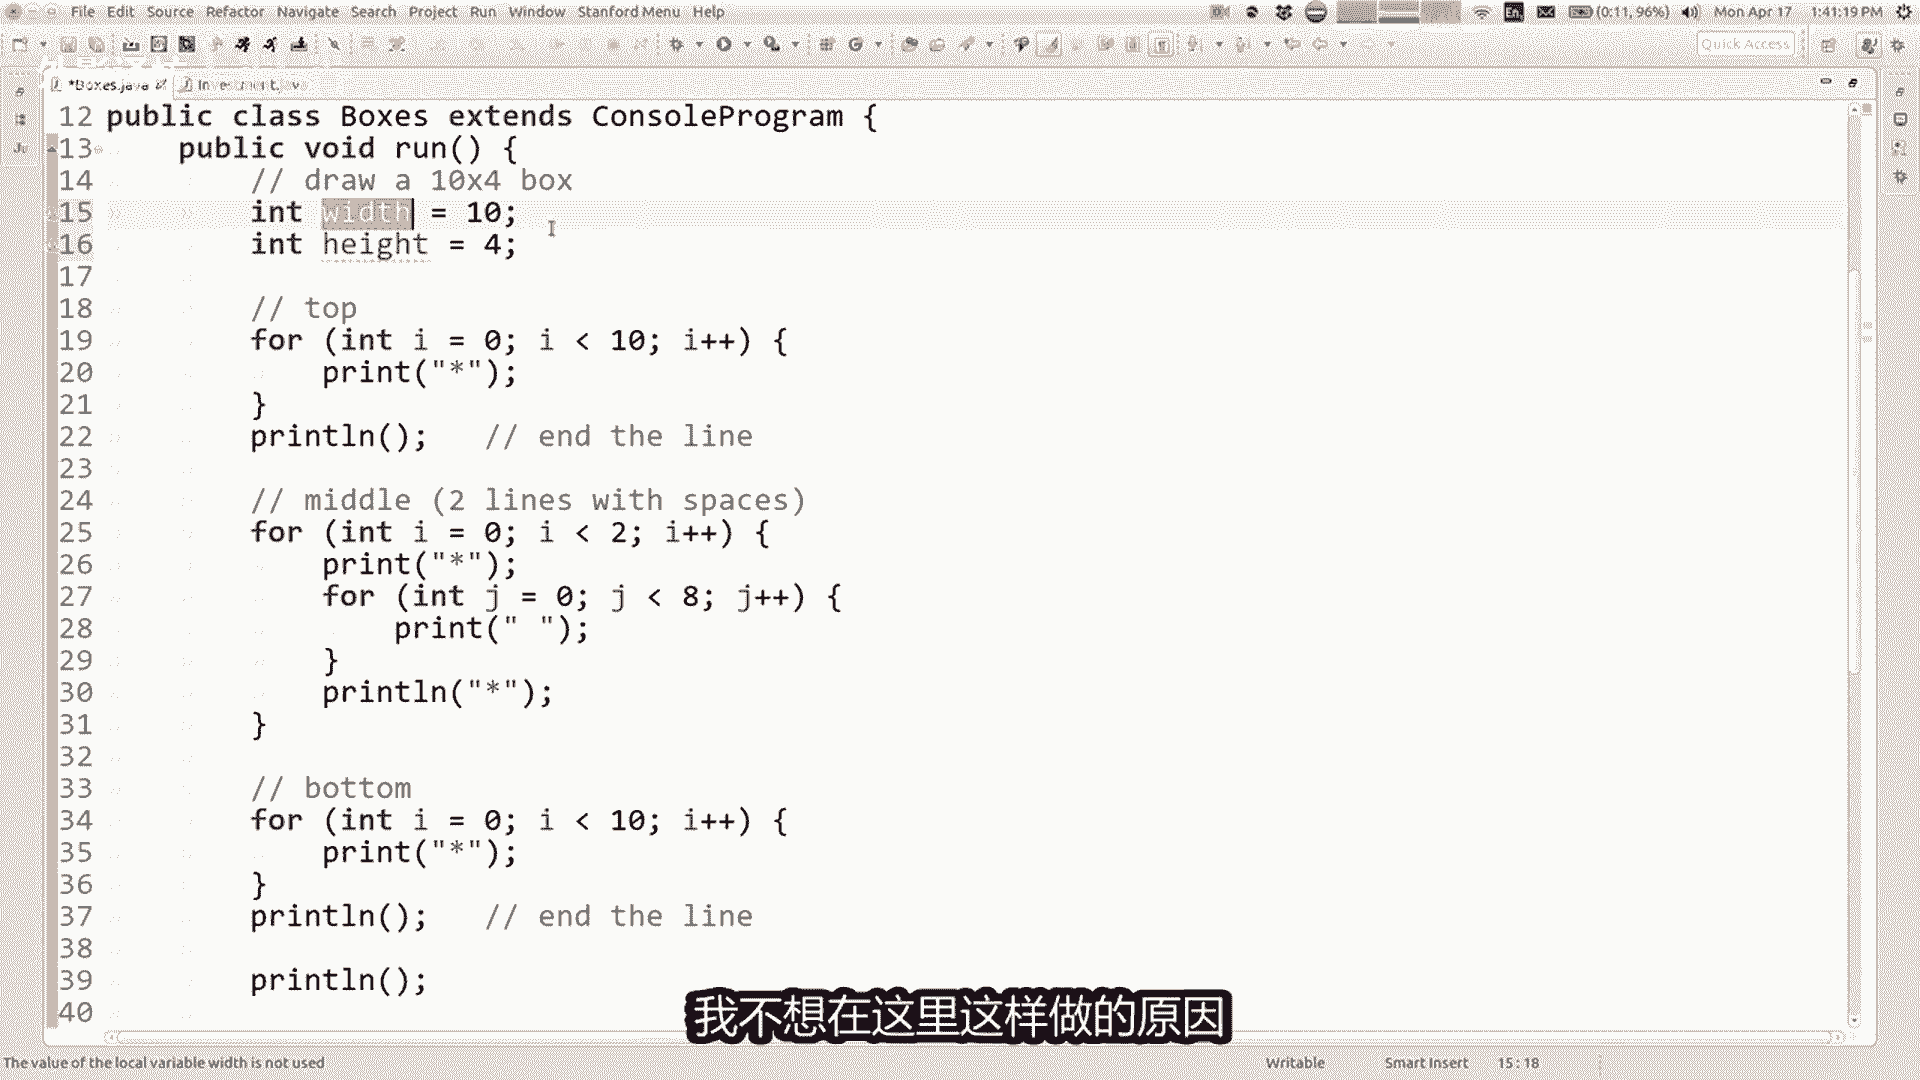 File Edit Source Refactor Navigate Search Project Run Window Stanford Menu Help
En (0:11, 96%) Mon Apr 17 1:41:19 PM
Quick Access
*Boxes.java Investment.java
12 public class Boxes extends ConsoleProgram {
13 public void run() {
14 // draw a 10x4 box
15 int width = 10;
16 int height = 4;
17
18 // top
19 for (int i = 0; i < 10; i++) {
20 print("*");
21 }
22 println(); // end the line
23
24 // middle (2 lines with spaces)
25 for (int i = 0; i < 2; i++) {
26 print("*");
27 for (int j = 0; j < 8; j++) {
28 print(" ");
29 }
30 println("*");
31 }
32
33 // bottom
34 for (int i = 0; i < 10; i++) {
35 print("*");
36 }
37 println(); // end the line
38
39 println();
40
我不想在这里这样做的原因
The value of the local variable width is not used Writable Smart Insert 15:18